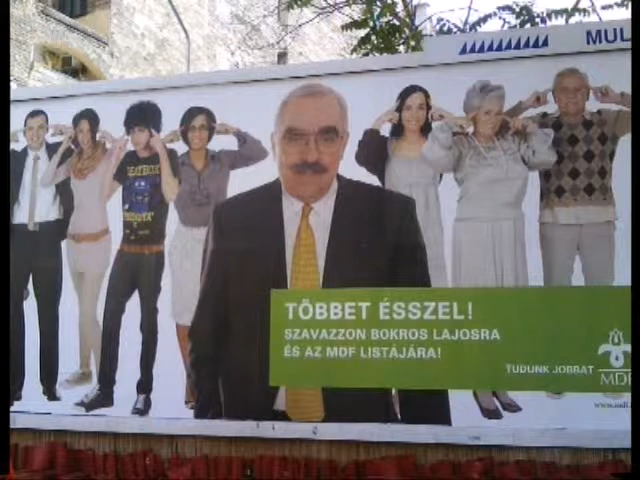 MUL
TÖBBET ÉSSZEL!
SZAVAZZON BOKROS LAJOSRA
ÉS AZ MDF LISTÁJÁRA!
TUDUNK JOBBAT
MDF